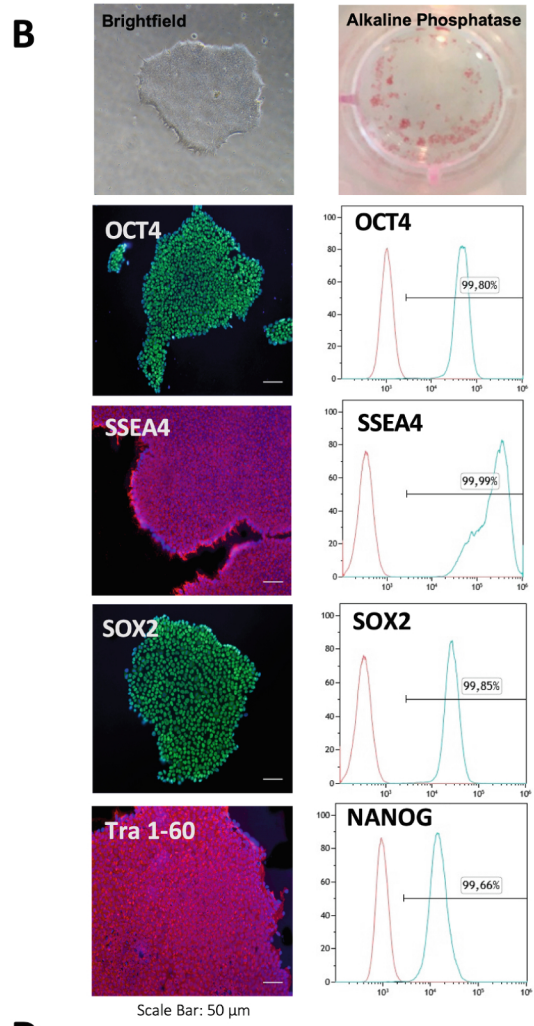 B
Brightfield
Alkaline Phosphatase
OCT4
OCT4
100
80
60
40
20
0
99,80%
10³ 10⁴ 10⁵ 10⁶
SSEA4
SSEA4
100
80
60
40
20
0
99,99%
10³ 10⁴ 10⁵ 10⁶
SOX2
SOX2
100
80
60
40
20
0
99,85%
10³ 10⁴ 10⁵ 10⁶
Tra 1-60
NANOG
100
80
60
40
20
0
99,66%
10³ 10⁴ 10⁵ 10⁶
Scale Bar: 50 µm